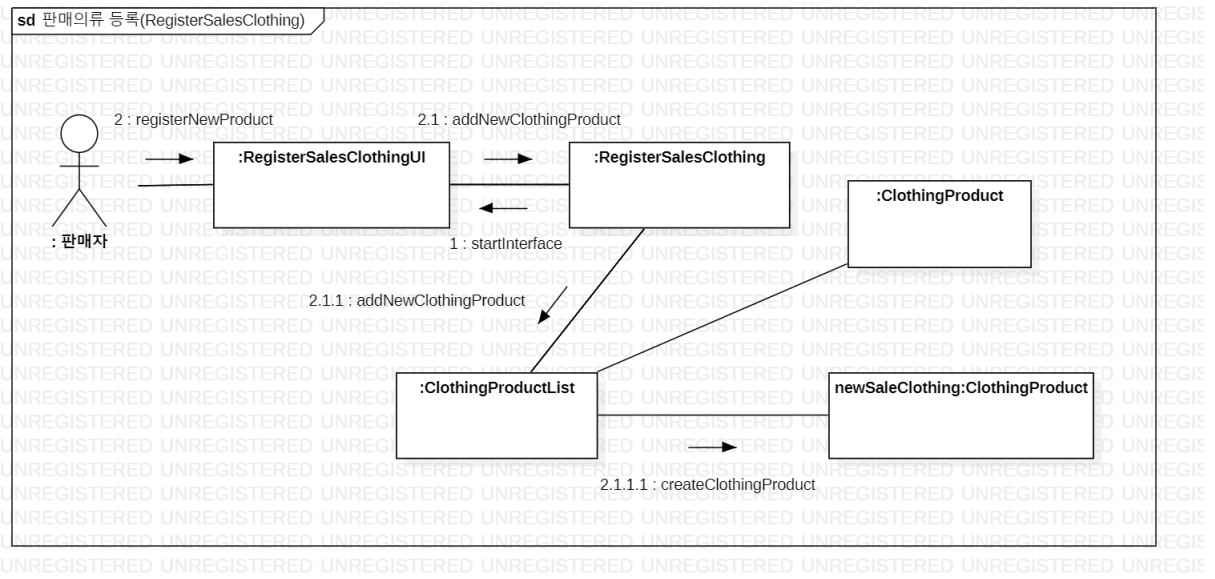 sd 판매의류 등록(RegisterSalesClothing)
2 : registerNewProduct
2.1 : addNewClothingProduct
:RegisterSalesClothingUI
:RegisterSalesClothing
:ClothingProduct
: 판매자
1 : startInterface
2.1.1 : addNewClothingProduct
:ClothingProductList
newSaleClothing:ClothingProduct
2.1.1.1 : createClothingProduct
UNREGISTERED